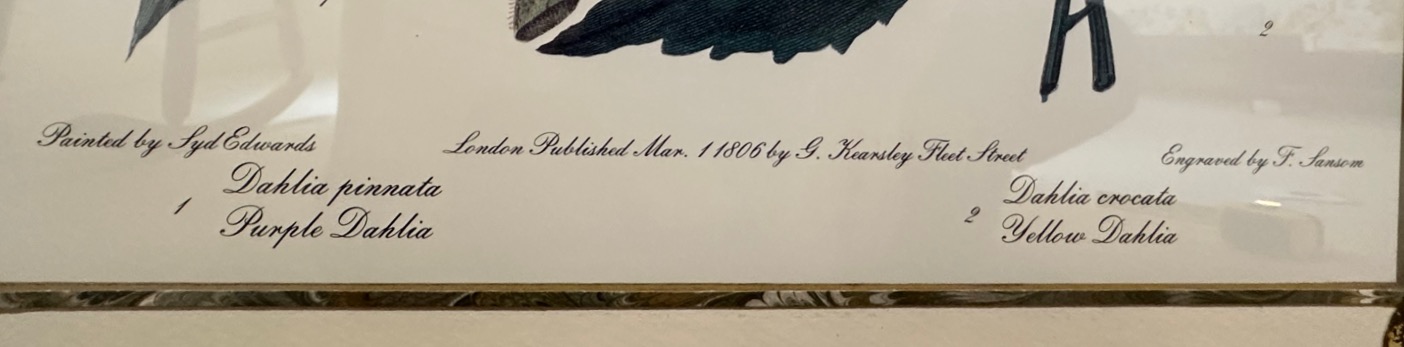 2
Painted by Syd Edwards London Published Mar. 1 1806 by G. Kearsley Fleet Street Engraved by F. Sansom
1 Dahlia pinnata
Purple Dahlia
2 Dahlia crocata
Yellow Dahlia